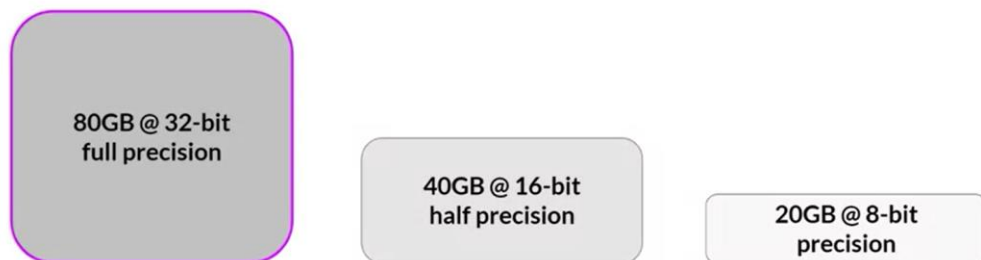 80GB @ 32-bit
full precision
40GB @ 16-bit
half precision
20GB @ 8-bit
precision